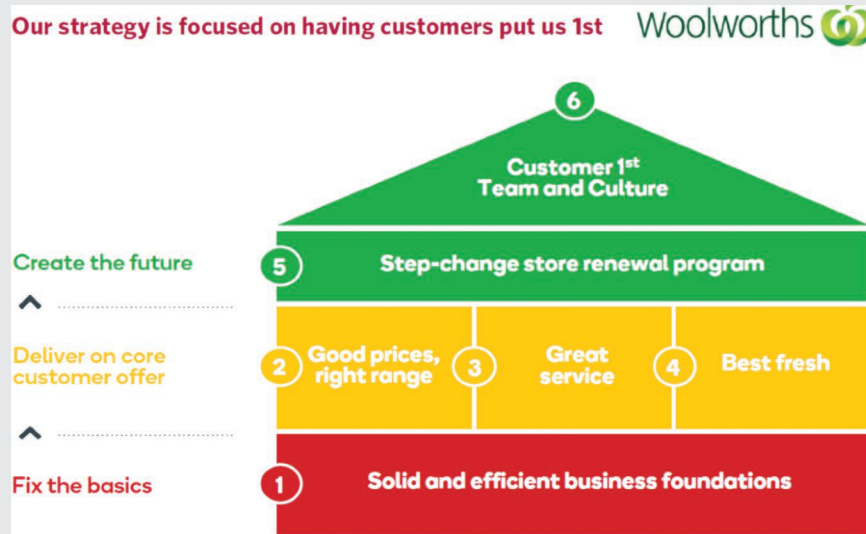 Our strategy is focused on having customers put us 1st
Woolworths
6
Customer 1st
Team and Culture
Create the future
5
Step-change store renewal program
Deliver on core
customer offer
2
Good prices,
right range
3
Great
service
4
Best fresh
Fix the basics
1
Solid and efficient business foundations